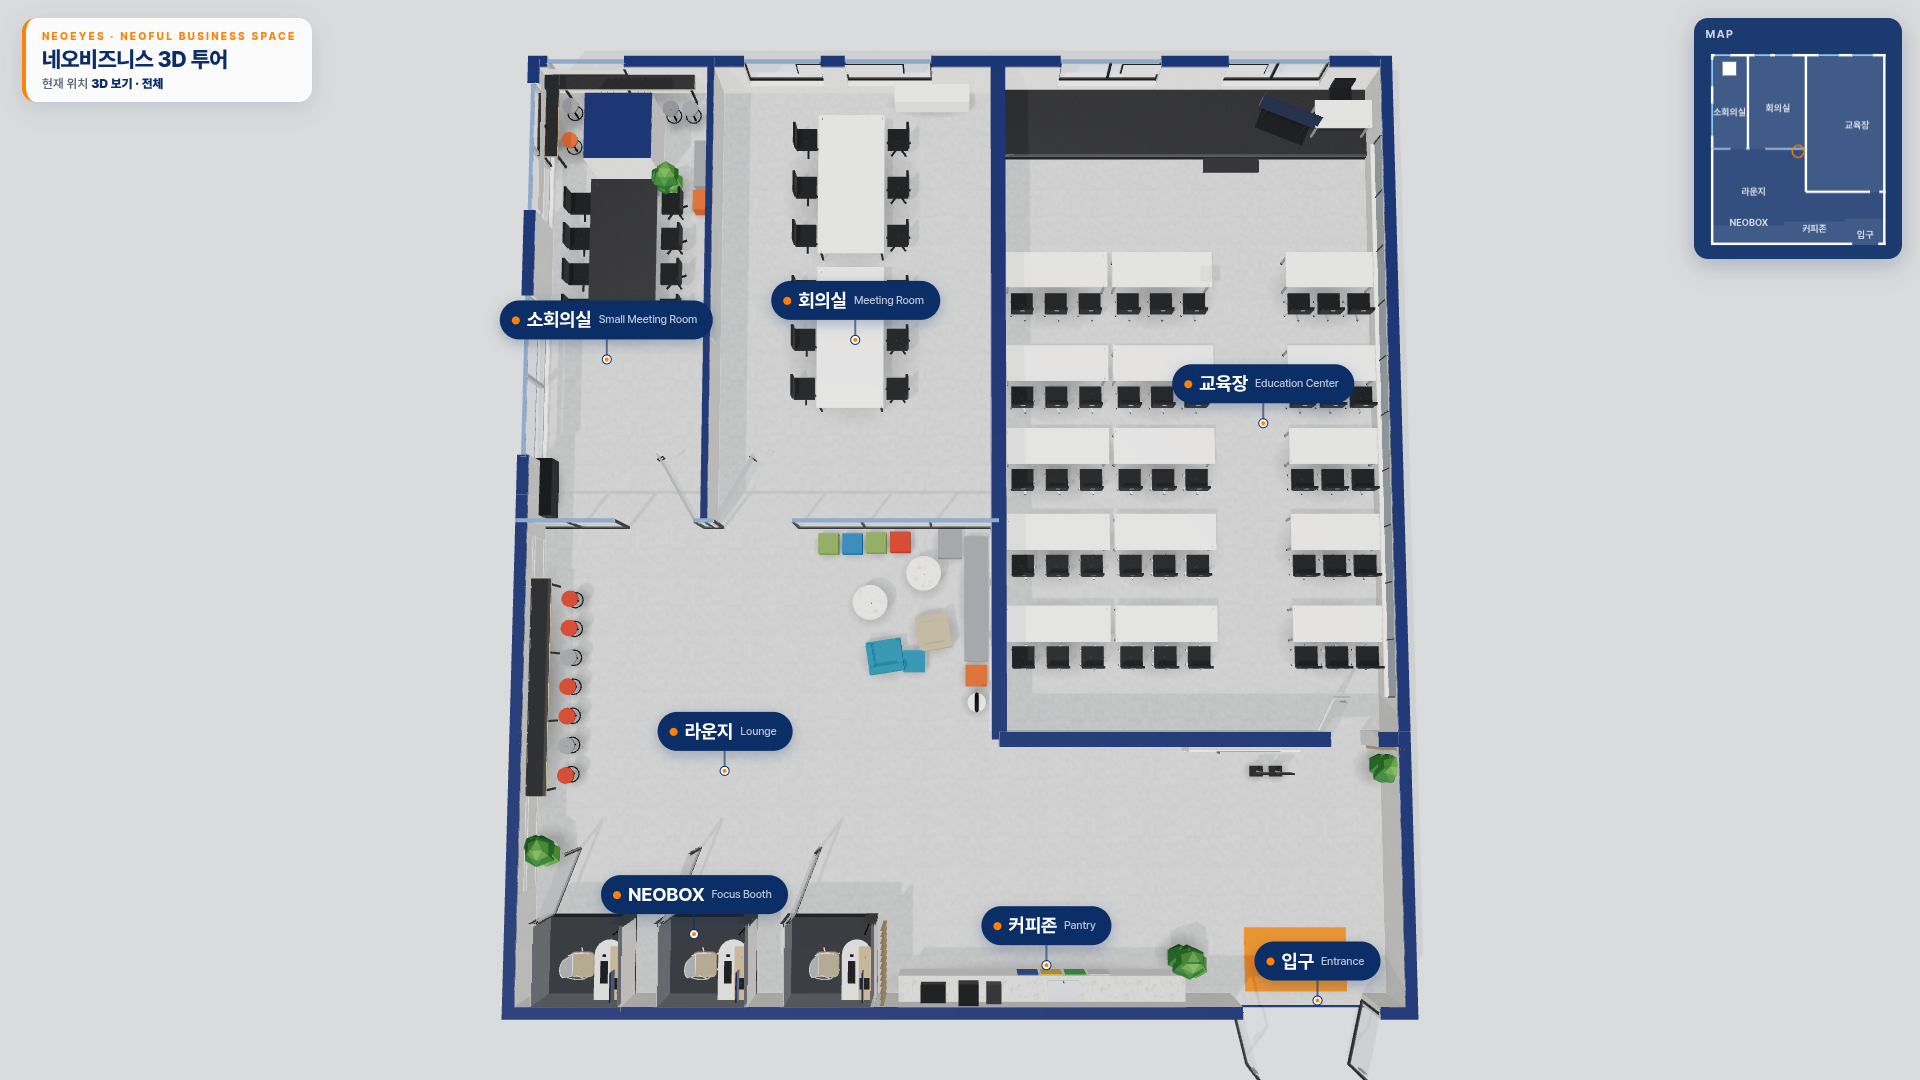 NEOEYES · NEOFUL BUSINESS SPACE
네오비즈니스 3D 투어
현재 위치 3D 보기 · 전체
MAP
소회의실
회의실
교육장
라운지
NEOBOX
커피존
입구
회의실 Meeting Room
소회의실 Small Meeting Room
교육장 Education Center
라운지 Lounge
NEOBOX Focus Booth
커피존 Pantry
입구 Entrance